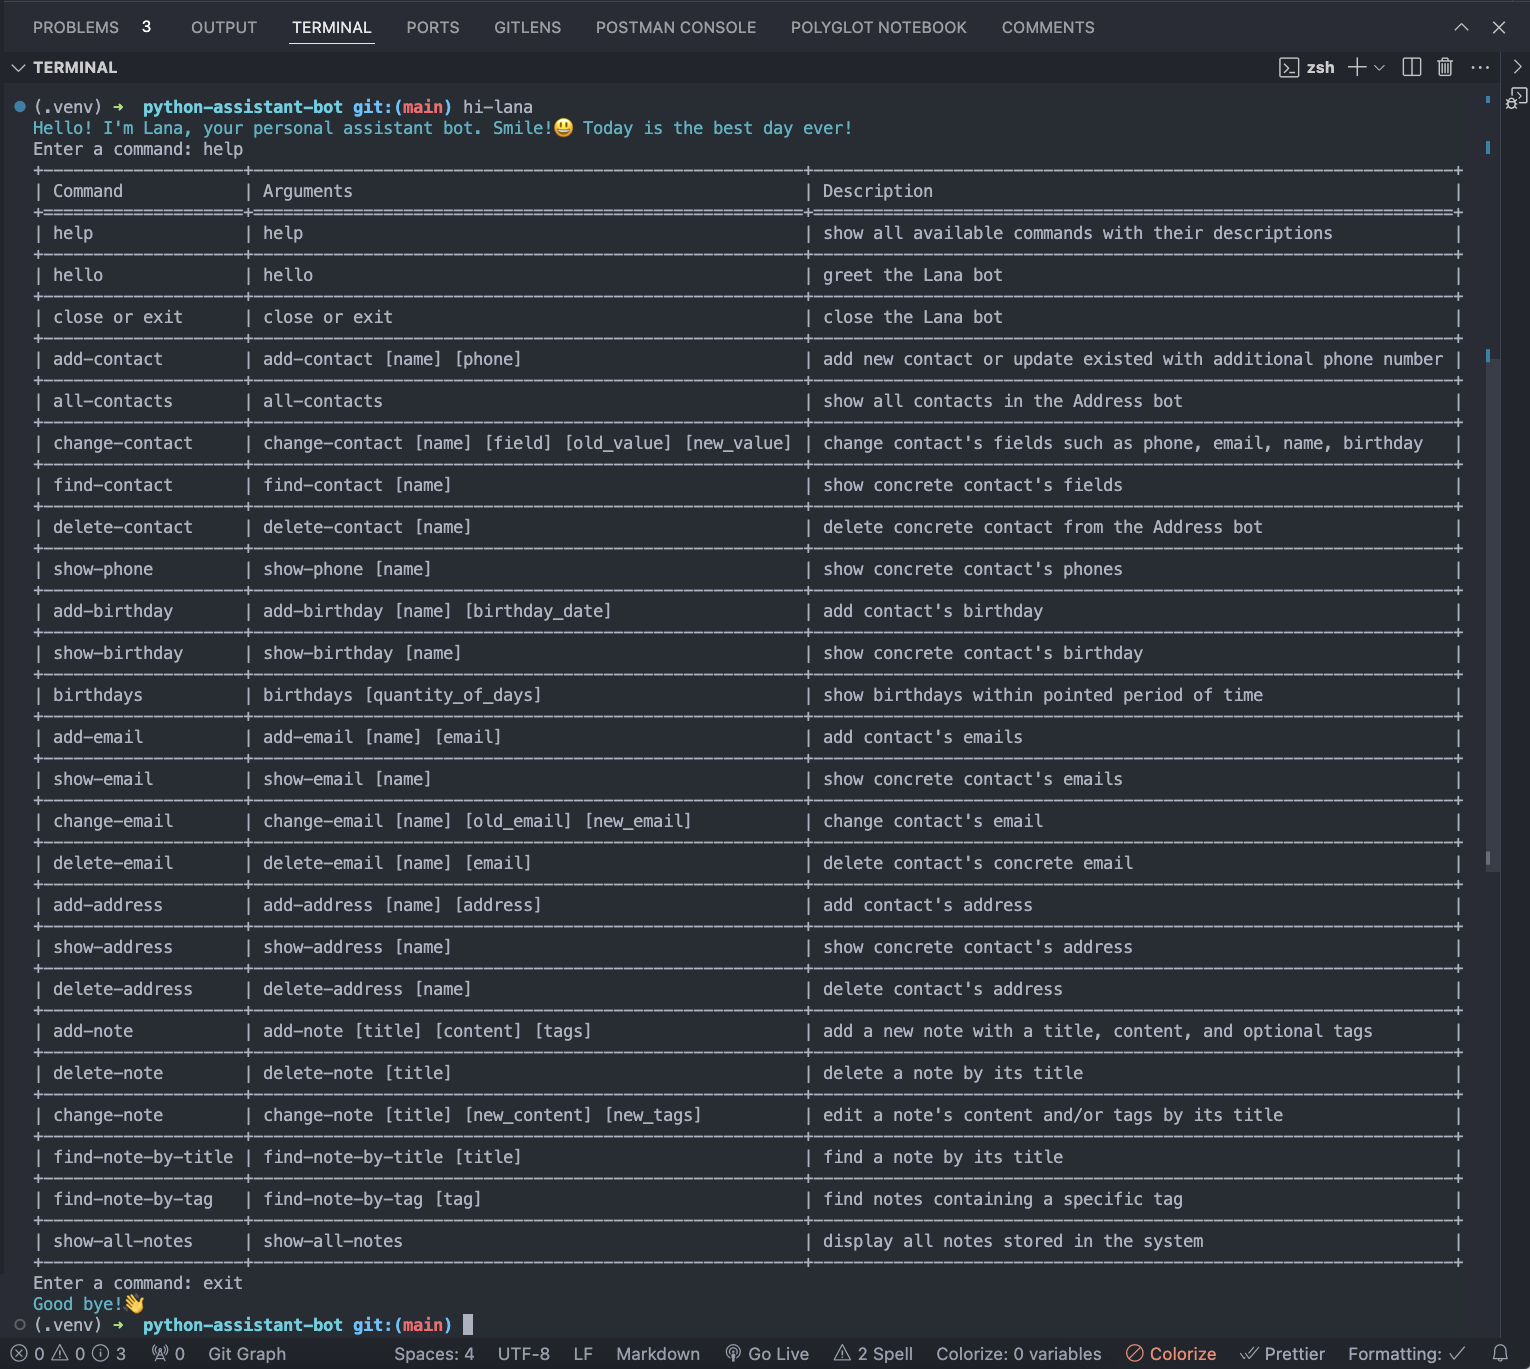 PROBLEMS 3 OUTPUT TERMINAL PORTS GITLENS POSTMAN CONSOLE POLYGLOT NOTEBOOK COMMENTS
TERMINAL zsh
(.venv) → python-assistant-bot git:(main) hi-lana
Hello! I'm Lana, your personal assistant bot. Smile!😃 Today is the best day ever!
Enter a command: help
| Command | Arguments | Description |
| help | help | show all available commands with their descriptions |
| hello | hello | greet the Lana bot |
| close or exit | close or exit | close the Lana bot |
| add-contact | add-contact [name] [phone] | add new contact or update existed with additional phone number |
| all-contacts | all-contacts | show all contacts in the Address bot |
| change-contact | change-contact [name] [field] [old_value] [new_value] | change contact's fields such as phone, email, name, birthday |
| find-contact | find-contact [name] | show concrete contact's fields |
| delete-contact | delete-contact [name] | delete concrete contact from the Address bot |
| show-phone | show-phone [name] | show concrete contact's phones |
| add-birthday | add-birthday [name] [birthday_date] | add contact's birthday |
| show-birthday | show-birthday [name] | show concrete contact's birthday |
| birthdays | birthdays [quantity_of_days] | show birthdays within pointed period of time |
| add-email | add-email [name] [email] | add contact's emails |
| show-email | show-email [name] | show concrete contact's emails |
| change-email | change-email [name] [old_email] [new_email] | change contact's email |
| delete-email | delete-email [name] [email] | delete contact's concrete email |
| add-address | add-address [name] [address] | add contact's address |
| show-address | show-address [name] | show concrete contact's address |
| delete-address | delete-address [name] | delete contact's address |
| add-note | add-note [title] [content] [tags] | add a new note with a title, content, and optional tags |
| delete-note | delete-note [title] | delete a note by its title |
| change-note | change-note [title] [new_content] [new_tags] | edit a note's content and/or tags by its title |
| find-note-by-title | find-note-by-title [title] | find a note by its title |
| find-note-by-tag | find-note-by-tag [tag] | find notes containing a specific tag |
| show-all-notes | show-all-notes | display all notes stored in the system |
Enter a command: exit
Good bye!👋
(.venv) → python-assistant-bot git:(main)
0 0 3 0 Git Graph Spaces: 4 UTF-8 LF Markdown Go Live 2 Spell Colorize: 0 variables Colorize Prettier Formatting: ✓